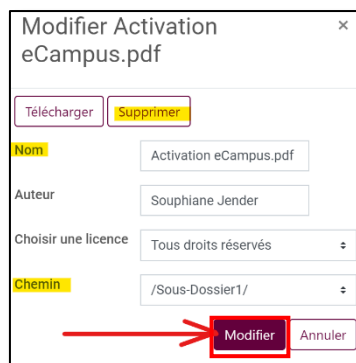 Modifier Activation ×
eCampus.pdf
Télécharger Supprimer
Nom Activation eCampus.pdf
Auteur Souphiane Jender
Choisir une licence Tous droits réservés
Chemin /Sous-Dossier1/
Modifier Annuler